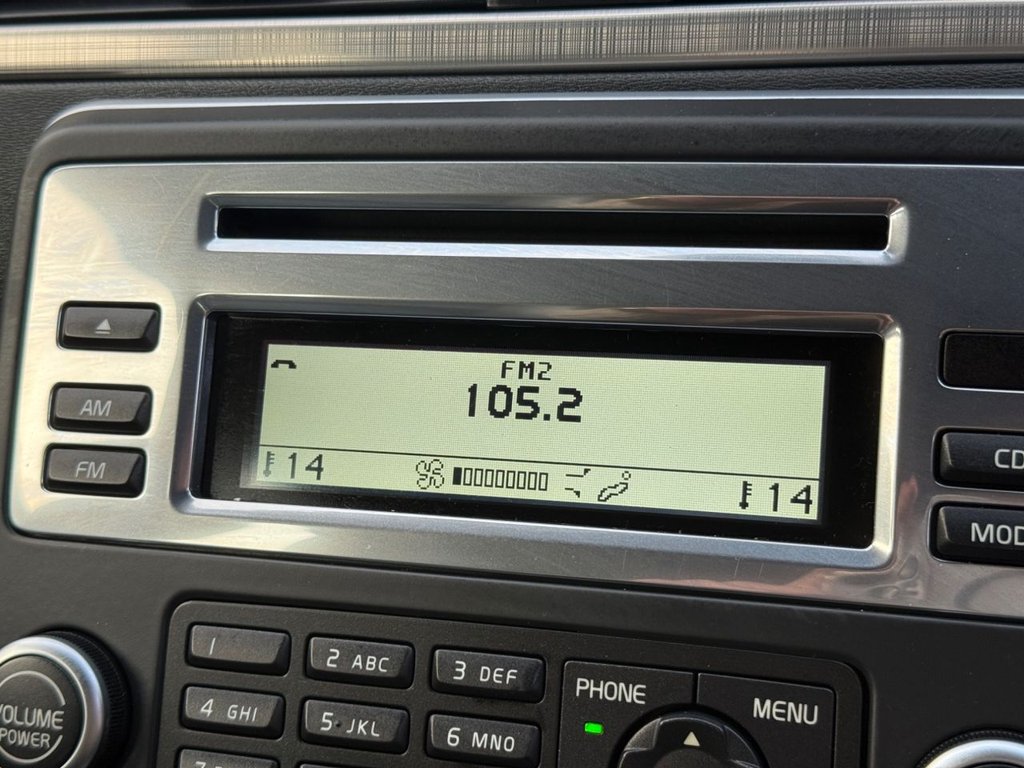 FM2
105.2
14
14
AM
FM
CD
MOD
VOLUME
POWER
1
2 ABC
3 DEF
4 GHI
5 · JKL
6 MNO
PHONE
MENU